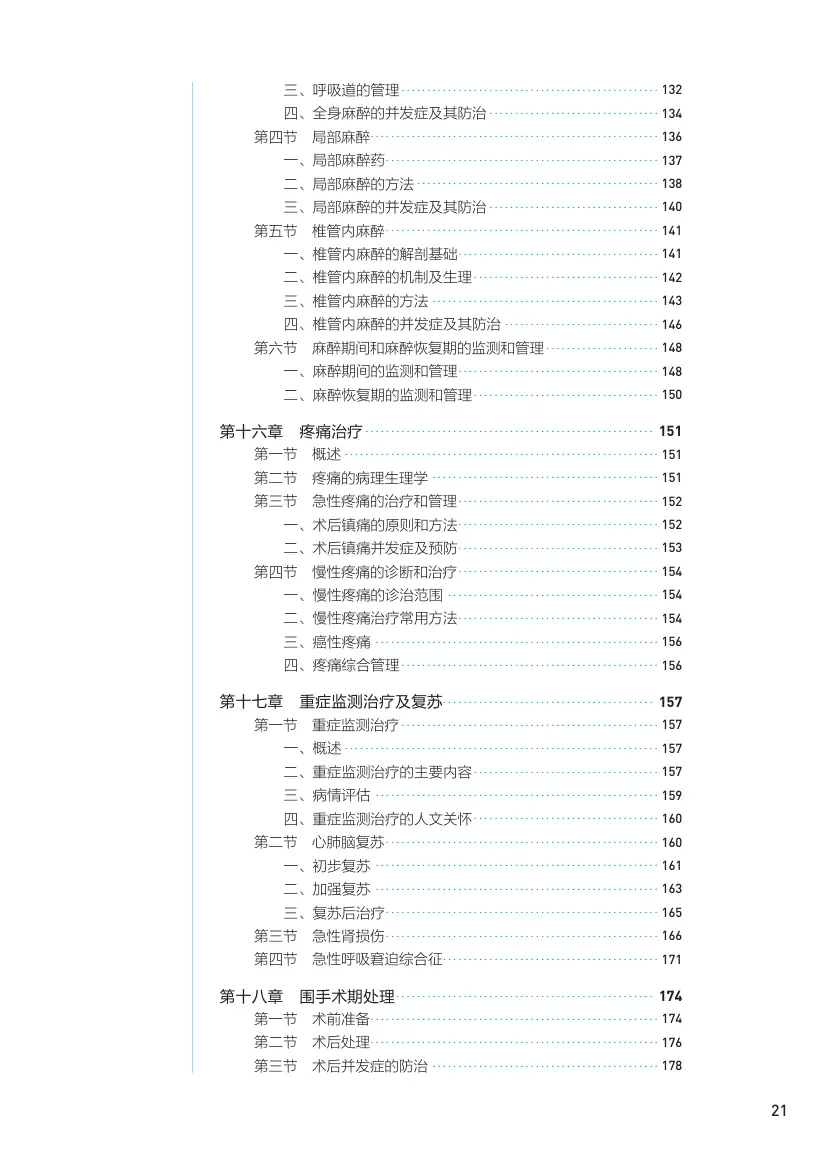 三、呼吸道的管理 132
四、全身麻醉的并发症及其防治 134
第四节 局部麻醉 136
一、局部麻醉药 137
二、局部麻醉的方法 138
三、局部麻醉的并发症及其防治 140
第五节 椎管内麻醉 141
一、椎管内麻醉的解剖基础 141
二、椎管内麻醉的机制及生理 142
三、椎管内麻醉的方法 143
四、椎管内麻醉的并发症及其防治 146
第六节 麻醉期间和麻醉恢复期的监测和管理 148
一、麻醉期间的监测和管理 148
二、麻醉恢复期的监测和管理 150
第十六章 疼痛治疗 151
第一节 概述 151
第二节 疼痛的病理生理学 151
第三节 急性疼痛的治疗和管理 152
一、术后镇痛的原则和方法 152
二、术后镇痛并发症及预防 153
第四节 慢性疼痛的诊断和治疗 154
一、慢性疼痛的诊治范围 154
二、慢性疼痛治疗常用方法 154
三、癌性疼痛 156
四、疼痛综合管理 156
第十七章 重症监测治疗及复苏 157
第一节 重症监测治疗 157
一、概述 157
二、重症监测治疗的主要内容 157
三、病情评估 159
四、重症监测治疗的人文关怀 160
第二节 心肺脑复苏 160
一、初步复苏 161
二、加强复苏 163
三、复苏后治疗 165
第三节 急性肾损伤 166
第四节 急性呼吸窘迫综合征 171
第十八章 围手术期处理 174
第一节 术前准备 174
第二节 术后处理 176
第三节 术后并发症的防治 178
21